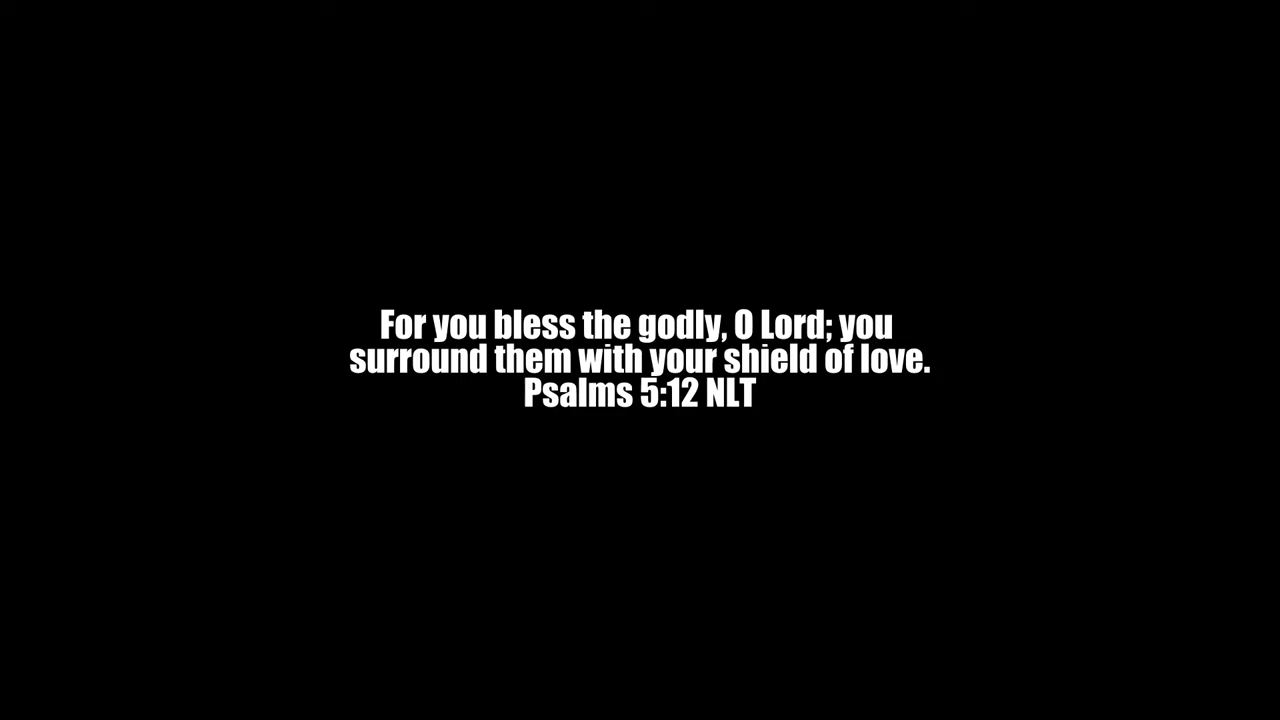 For you bless the godly, O Lord; you
surround them with your shield of love.
Psalms 5:12 NLT